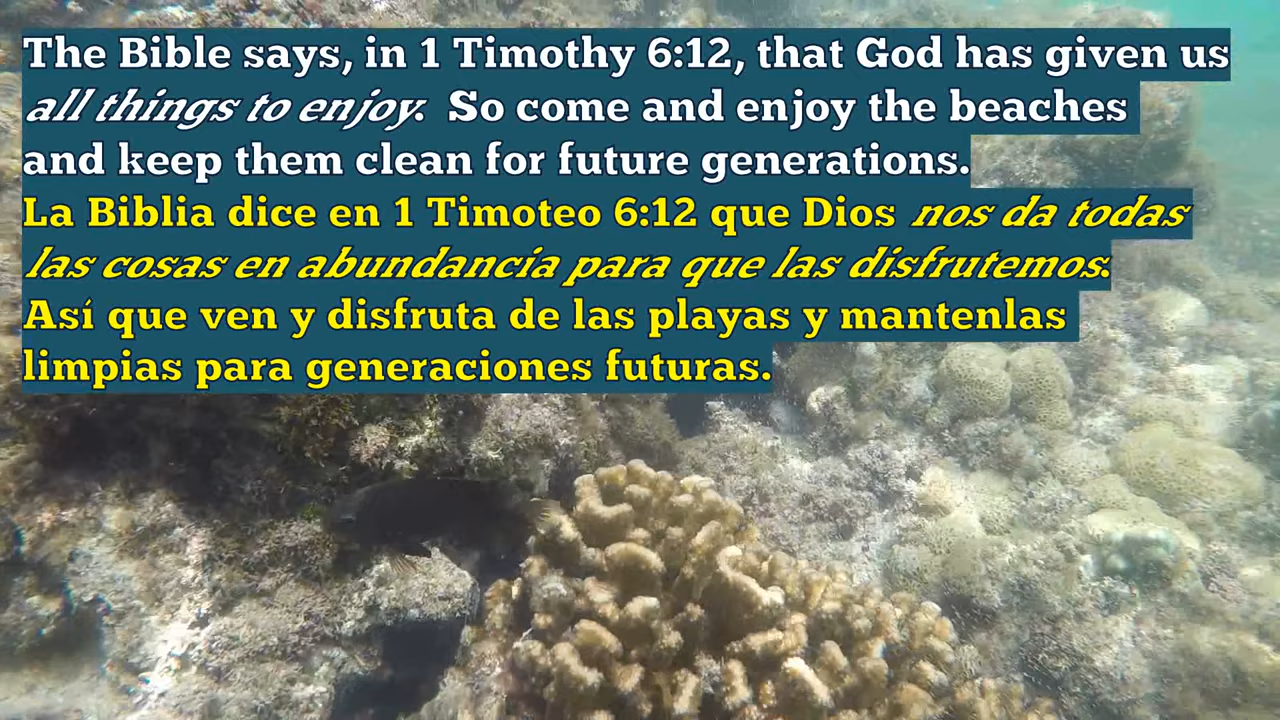 The Bible says, in 1 Timothy 6:12, that God has given us
all things to enjoy.  So come and enjoy the beaches
and keep them clean for future generations.
La Biblia dice en 1 Timoteo 6:12 que Dios nos da todas
las cosas en abundancia para que las disfrutemos.
Así que ven y disfruta de las playas y mantenlas
limpias para generaciones futuras.